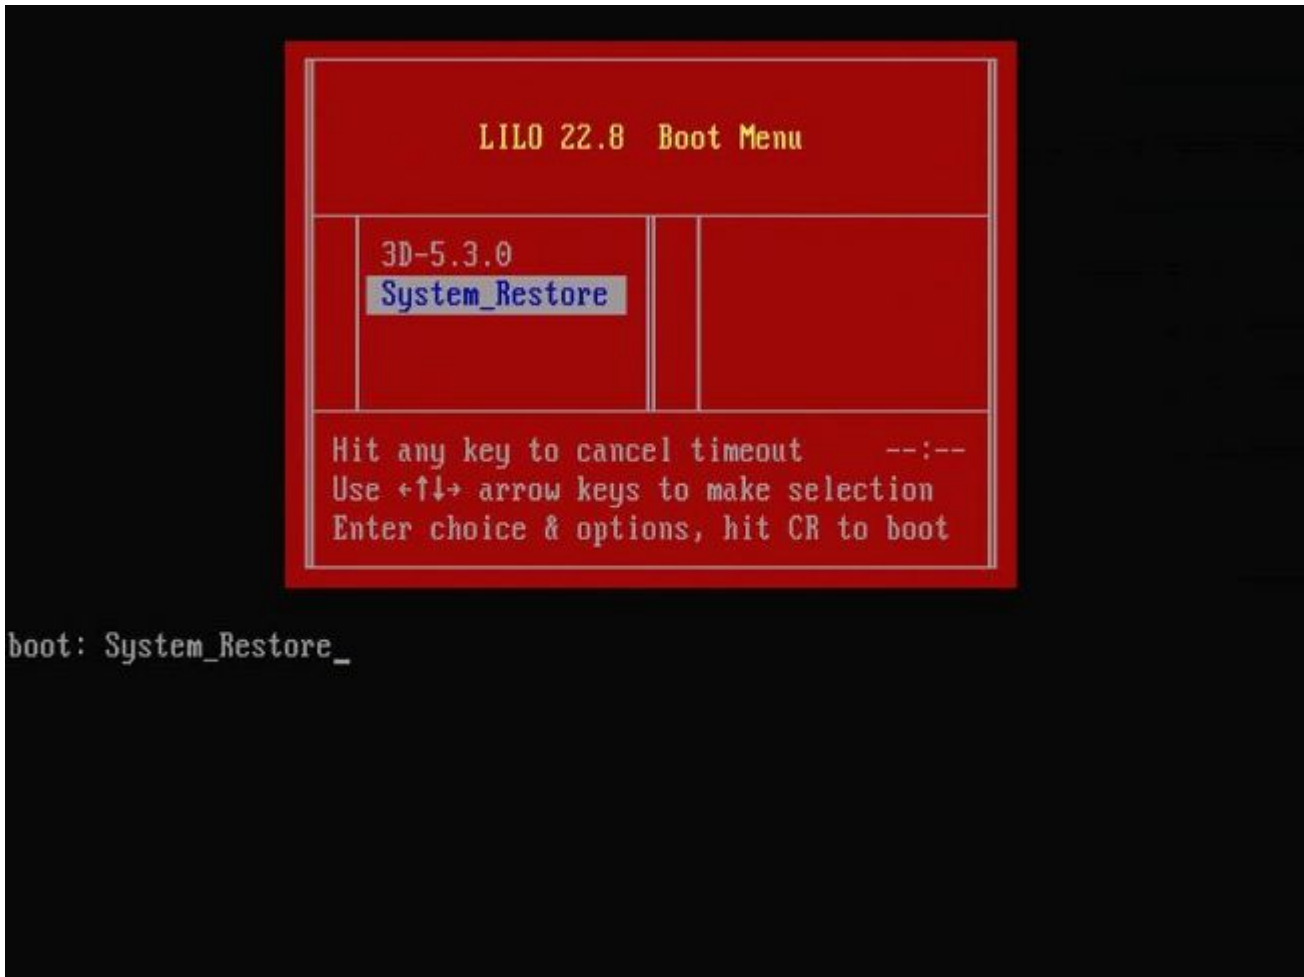 LILO 22.8  Boot Menu
3D-5.3.0
System_Restore
Hit any key to cancel timeout     --:--
Use ←↑↓→ arrow keys to make selection
Enter choice & options, hit CR to boot
boot: System_Restore_